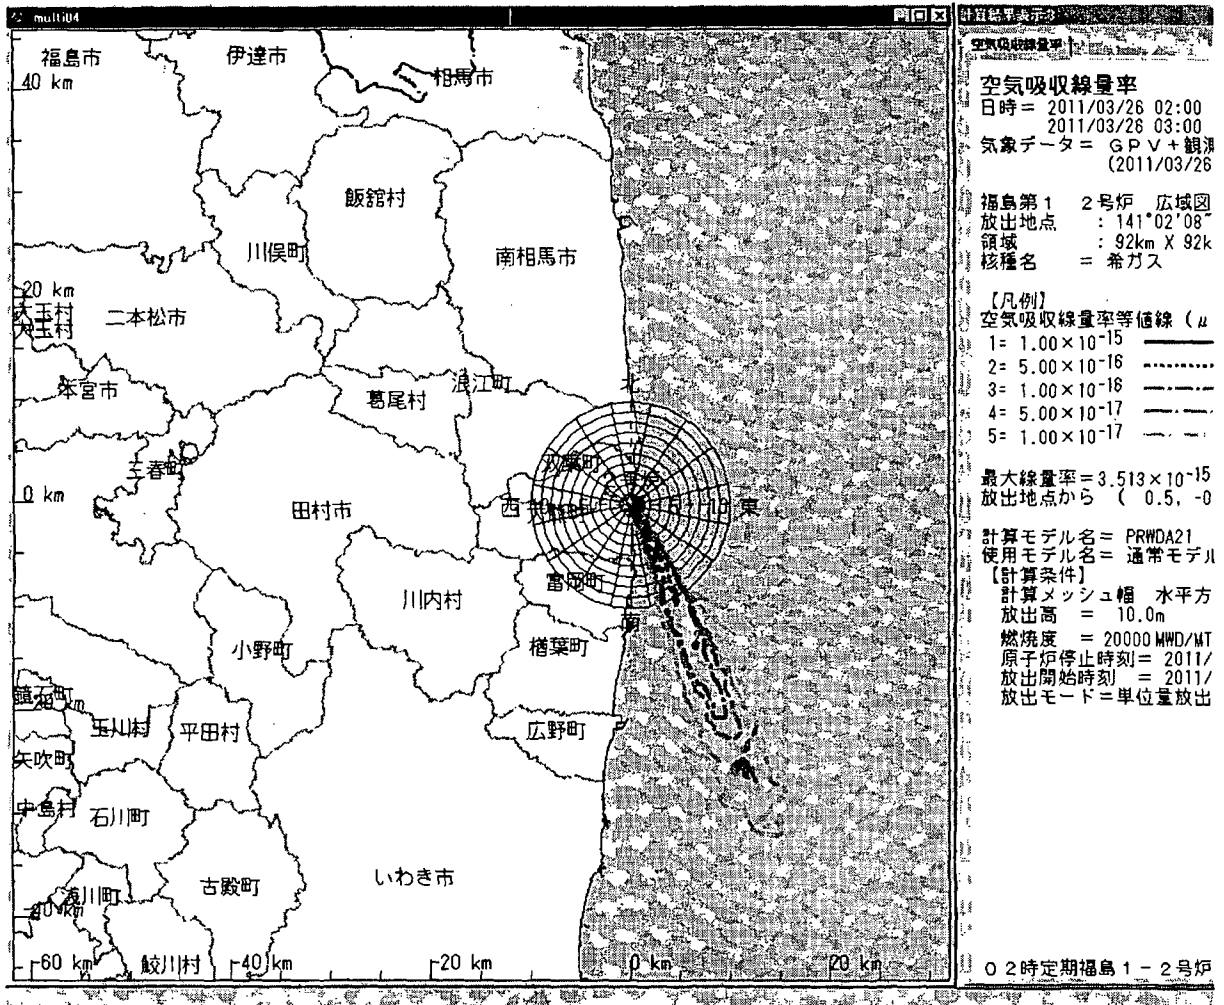 multi04
福島市
伊達市
相馬市
40 km
飯舘村
川俣町
南相馬市
20 km
大玉村
大玉村
二本松市
本宮市
浪江町
葛尾村
北
三春町
双葉町
0 km
田村市
西
東
富岡町
川内村
南
小野町
楢葉町
玉川村
平田村
広野町
矢吹町
中島村
石川町
いわき市
古殿町
浅川町
鮫川村
-60 km
-40 km
-20 km
0 km
20 km
空気吸収線量率
空気吸収線量率
日時= 2011/03/26 02:00
2011/03/26 03:00
気象データ= GPV+観測
(2011/03/26
福島第1 2号炉 広域図
放出地点 : 141°02'08"
領域 : 92km X 92k
核種名 = 希ガス
【凡例】
空気吸収線量率等値線 (μ
1= 1.00×10-15
2= 5.00×10-16
3= 1.00×10-16
4= 5.00×10-17
5= 1.00×10-17
最大線量率=3.513×10-15
放出地点から ( 0.5, -0
計算モデル名= PRWDA21
使用モデル名= 通常モデル
【計算条件】
計算メッシュ幅 水平方
放出高 = 10.0m
燃焼度 = 20000MWD/MT
原子炉停止時刻= 2011/
放出開始時刻 = 2011/
放出モード=単位量放出
02時定期福島1-2号炉